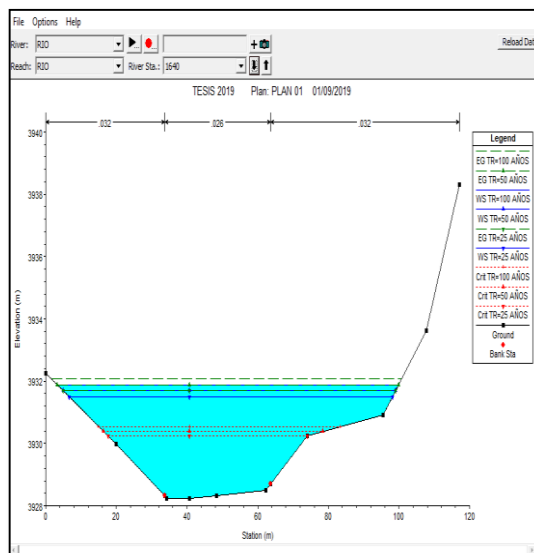 File Options Help
River: RIO
Reload Dat
Reach: RIO River Sta.: 1640
TESIS 2019 Plan: PLAN 01 01/09/2019
.032 .026 .032
Legend
EG TR=100 AÑOS
EG TR=50 AÑOS
WS TR=100 AÑOS
WS TR=50 AÑOS
EG TR=25 AÑOS
WS TR=25 AÑOS
Crit TR=100 AÑOS
Crit TR=50 AÑOS
Crit TR=25 AÑOS
Ground
Bank Sta
Elevation (m)
3940
3938
3936
3934
3932
3930
3928
0 20 40 60 80 100 120
Station (m)